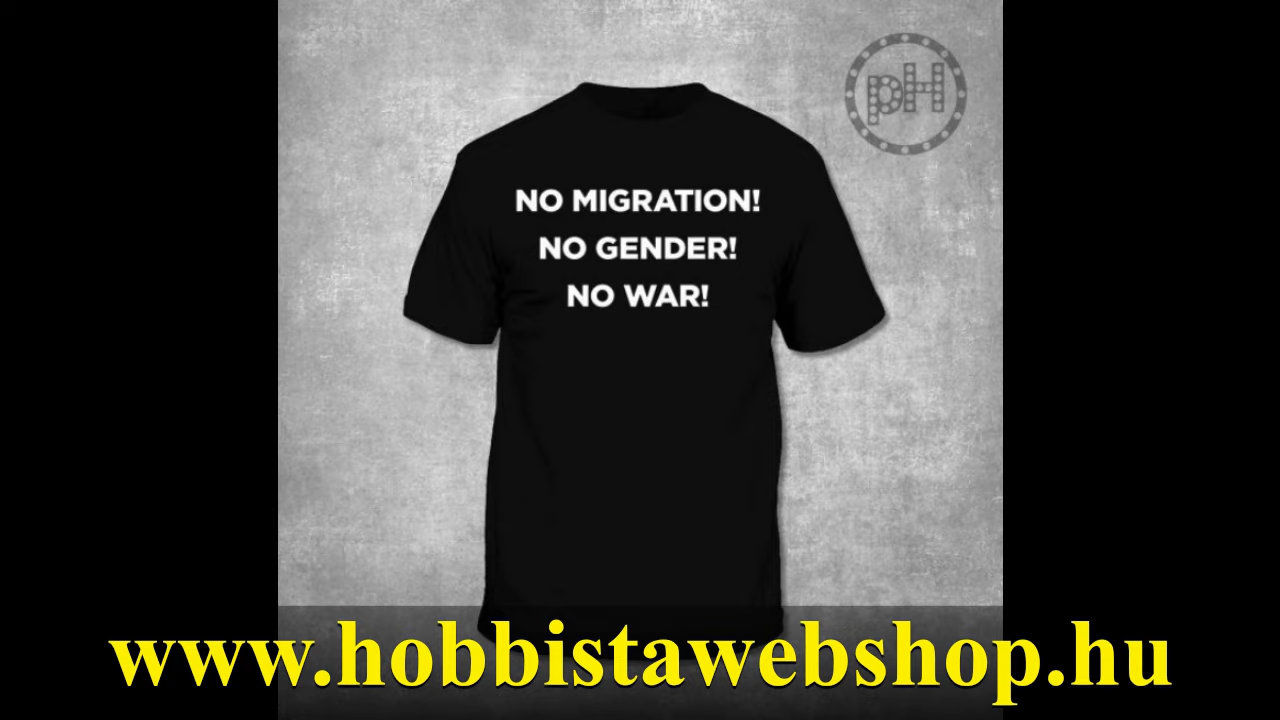 pH
NO MIGRATION!
NO GENDER!
NO WAR!
www.hobbistawebshop.hu